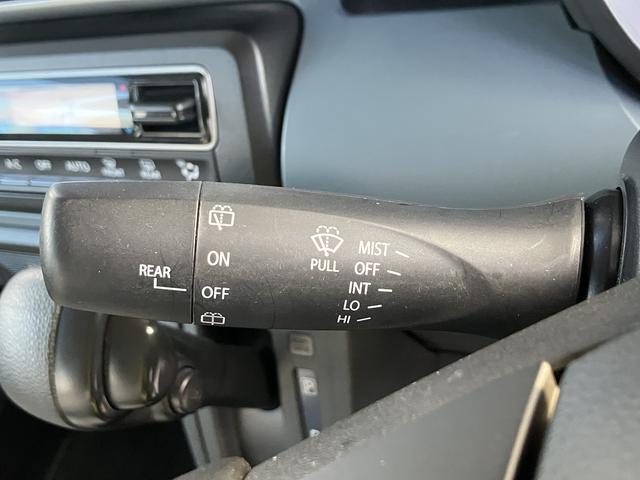 A/C OFF AUTO
REAR
ON
OFF
PULL
MIST
OFF
INT
LO
HI
P